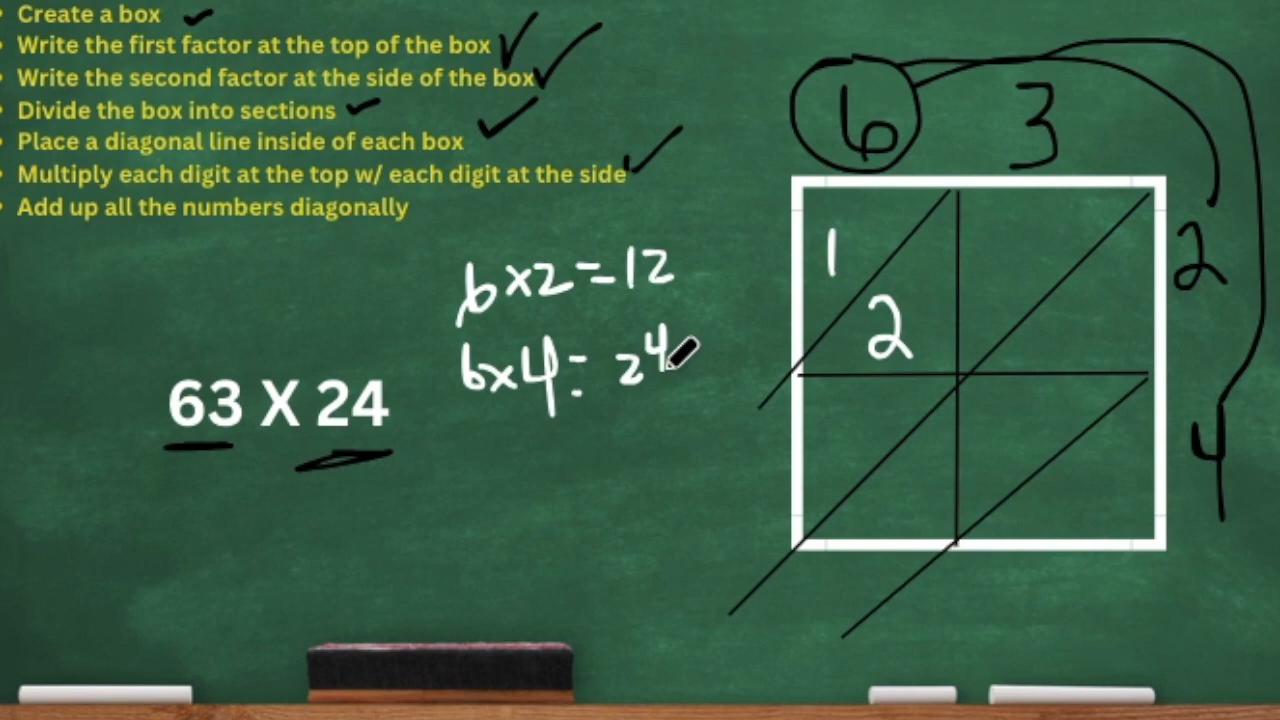 • Create a box
• Write the first factor at the top of the box
• Write the second factor at the side of the box
• Divide the box into sections
• Place a diagonal line inside of each box
• Multiply each digit at the top w/ each digit at the side
• Add up all the numbers diagonally
6 3
1
2
2
4
6x2=12
6x4=24
63 X 24